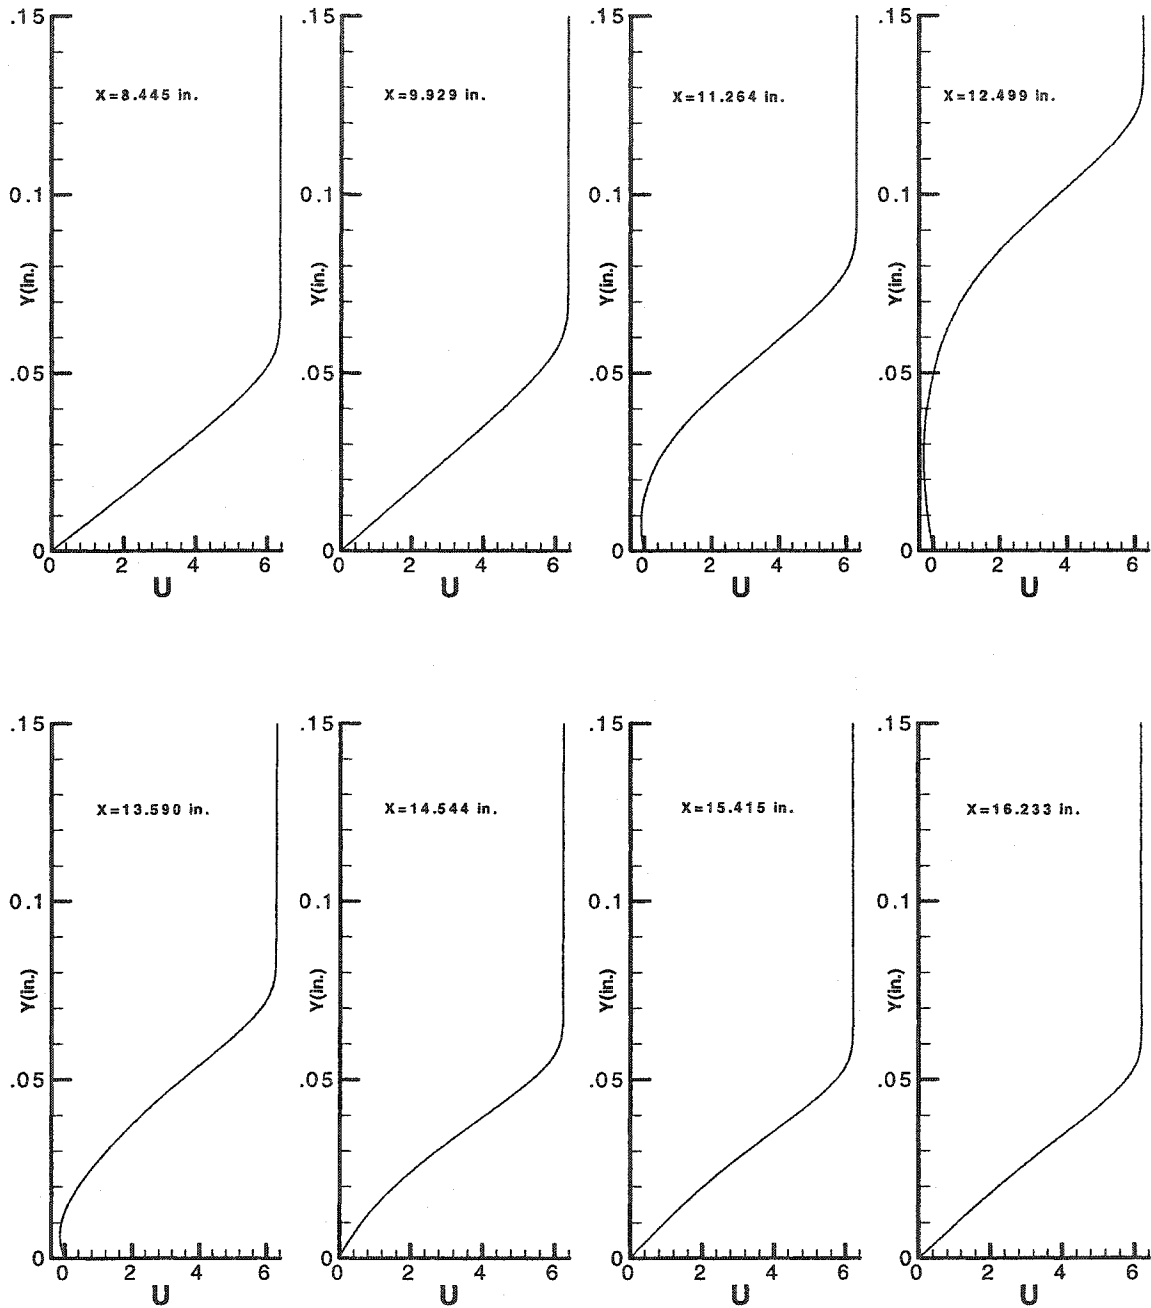 .15
X=8.445 in.
0.1
Y(in.)
.05
0
0 2 4 6
U
.15
X=9.929 in.
0.1
Y(in.)
.05
0
0 2 4 6
U
.15
X=11.264 in.
0.1
Y(in.)
.05
0
0 2 4 6
U
.15
X=12.499 in.
0.1
Y(in.)
.05
0
0 2 4 6
U
.15
X=13.590 in.
0.1
Y(in.)
.05
0
0 2 4 6
U
.15
X=14.544 in.
0.1
Y(in.)
.05
0
0 2 4 6
U
.15
X=15.415 in.
0.1
Y(in.)
.05
0
0 2 4 6
U
.15
X=16.233 in.
0.1
Y(in.)
.05
0
0 2 4 6
U